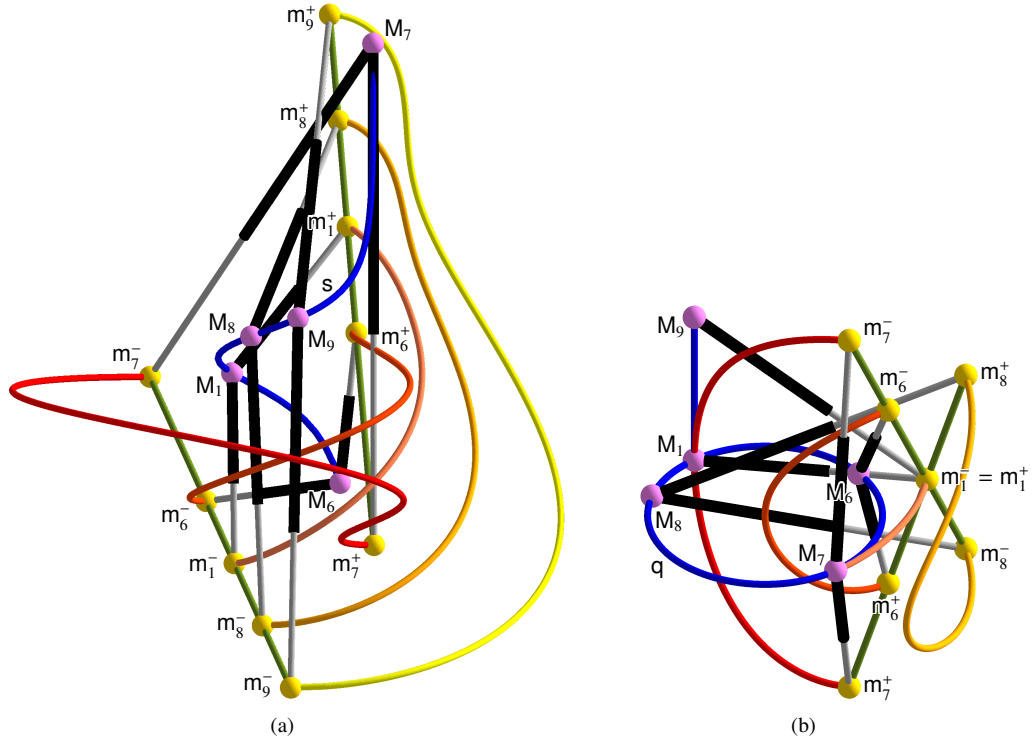 m₉⁺
M₇
m₈⁺
m₁⁺
s
M₈
M₉
m₆⁺
m₇⁻
M₁
M₆
m₆⁻
m₇⁺
m₁⁻
m₈⁻
m₉⁻
(a)
M₉
m₇⁻
m₆⁻
m₈⁺
M₁
M₆
m₁⁻ = m₁⁺
M₈
M₇
m₈⁻
q
m₆⁺
m₇⁺
(b)